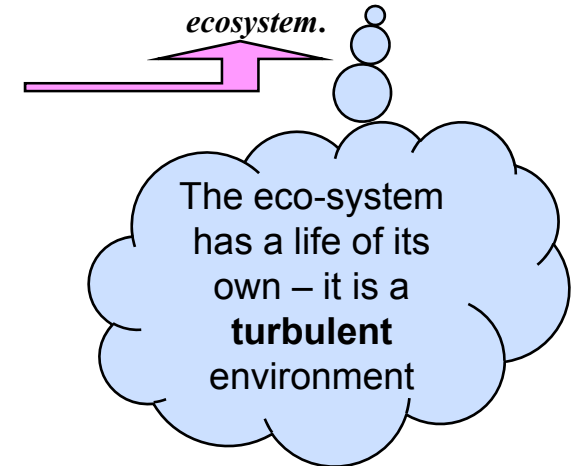 ecosystem.
The eco-system
has a life of its
own – it is a
turbulent
environment